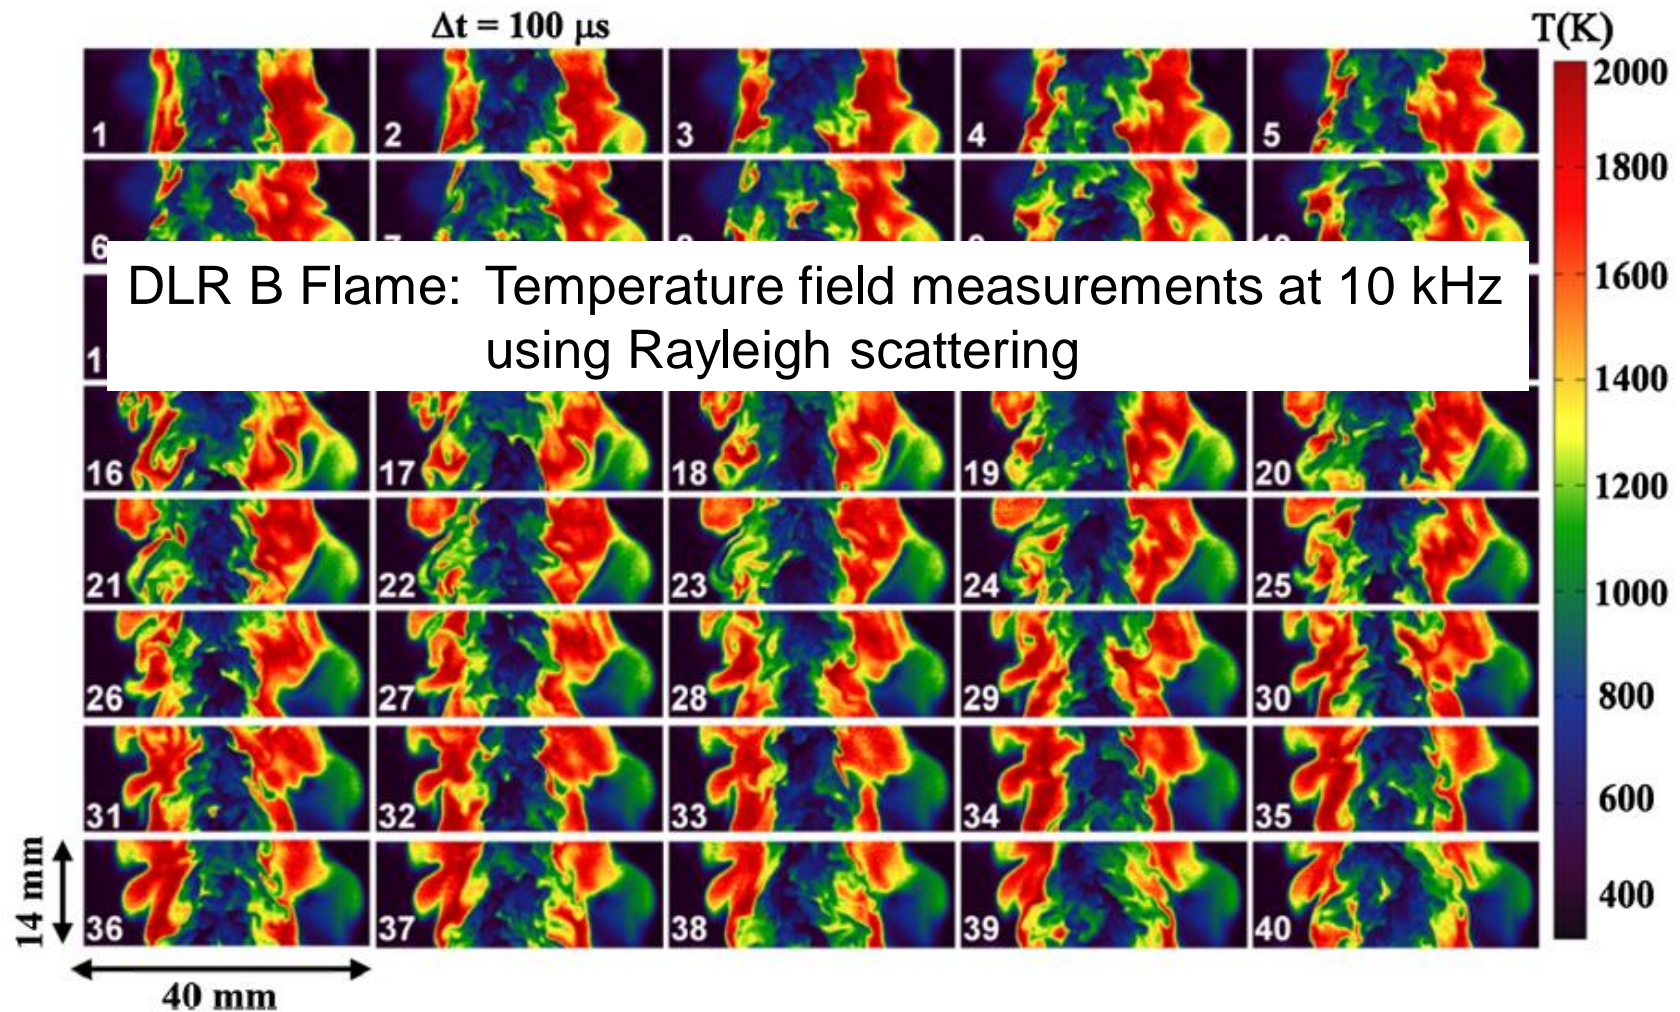 Δt = 100 μs
T(K)
1 2 3 4 5
2000
1800
6
1600
DLR B Flame: Temperature field measurements at 10 kHz
using Rayleigh scattering
1400
16 17 18 19 20
1200
21 22 23 24 25
1000
26 27 28 29 30
800
31 32 33 34 35
600
14 mm
36 37 38 39 40
400
40 mm